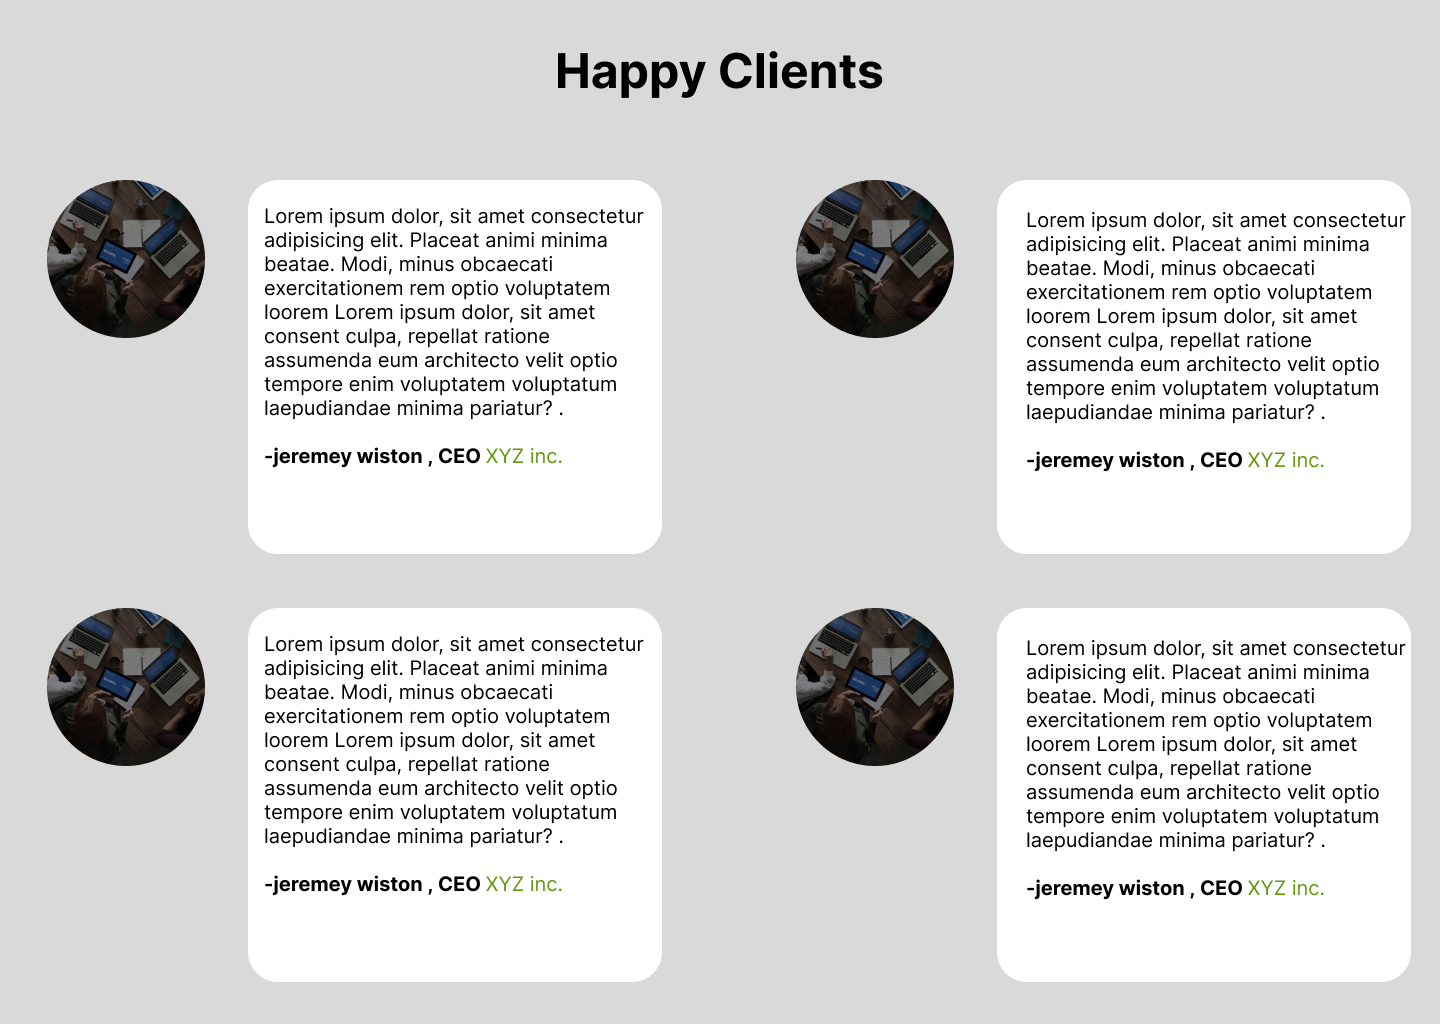 Happy Clients
Lorem ipsum dolor, sit amet consectetur
adipisicing elit. Placeat animi minima
beatae. Modi, minus obcaecati
exercitationem rem optio voluptatem
loorem Lorem ipsum dolor, sit amet
consent culpa, repellat ratione
assumenda eum architecto velit optio
tempore enim voluptatem voluptatum
laepudiandae minima pariatur? .
-jeremey wiston , CEO XYZ inc.
Lorem ipsum dolor, sit amet consectetur
adipisicing elit. Placeat animi minima
beatae. Modi, minus obcaecati
exercitationem rem optio voluptatem
loorem Lorem ipsum dolor, sit amet
consent culpa, repellat ratione
assumenda eum architecto velit optio
tempore enim voluptatem voluptatum
laepudiandae minima pariatur? .
-jeremey wiston , CEO XYZ inc.
Lorem ipsum dolor, sit amet consectetur
adipisicing elit. Placeat animi minima
beatae. Modi, minus obcaecati
exercitationem rem optio voluptatem
loorem Lorem ipsum dolor, sit amet
consent culpa, repellat ratione
assumenda eum architecto velit optio
tempore enim voluptatem voluptatum
laepudiandae minima pariatur? .
-jeremey wiston , CEO XYZ inc.
Lorem ipsum dolor, sit amet consectetur
adipisicing elit. Placeat animi minima
beatae. Modi, minus obcaecati
exercitationem rem optio voluptatem
loorem Lorem ipsum dolor, sit amet
consent culpa, repellat ratione
assumenda eum architecto velit optio
tempore enim voluptatem voluptatum
laepudiandae minima pariatur? .
-jeremey wiston , CEO XYZ inc.